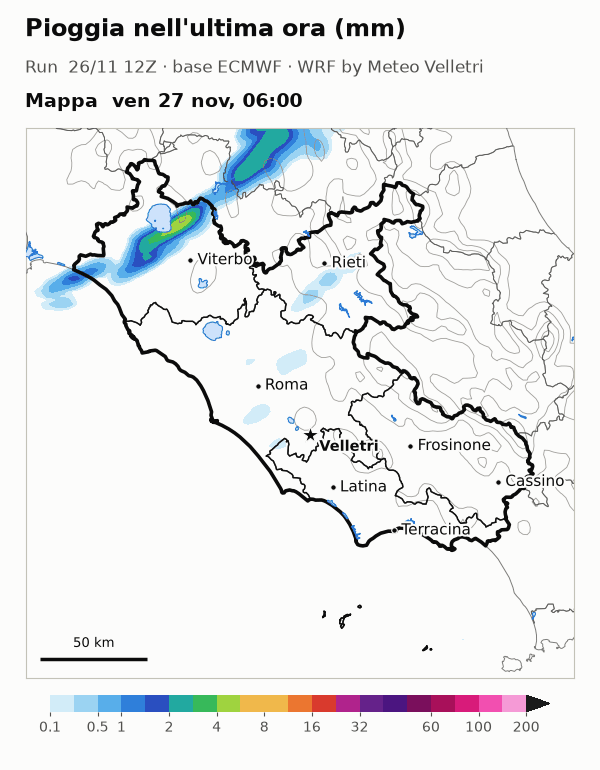 Pioggia nell'ultima ora (mm)
Run 26/11 12Z · base ECMWF · WRF by Meteo Velletri
Mappa ven 27 nov, 06:00
Viterbo
Rieti
Roma
Velletri
Frosinone
Latina
Cassino
Terracina
50 km
0.1 0.5 1 2 4 8 16 32 60 100 200